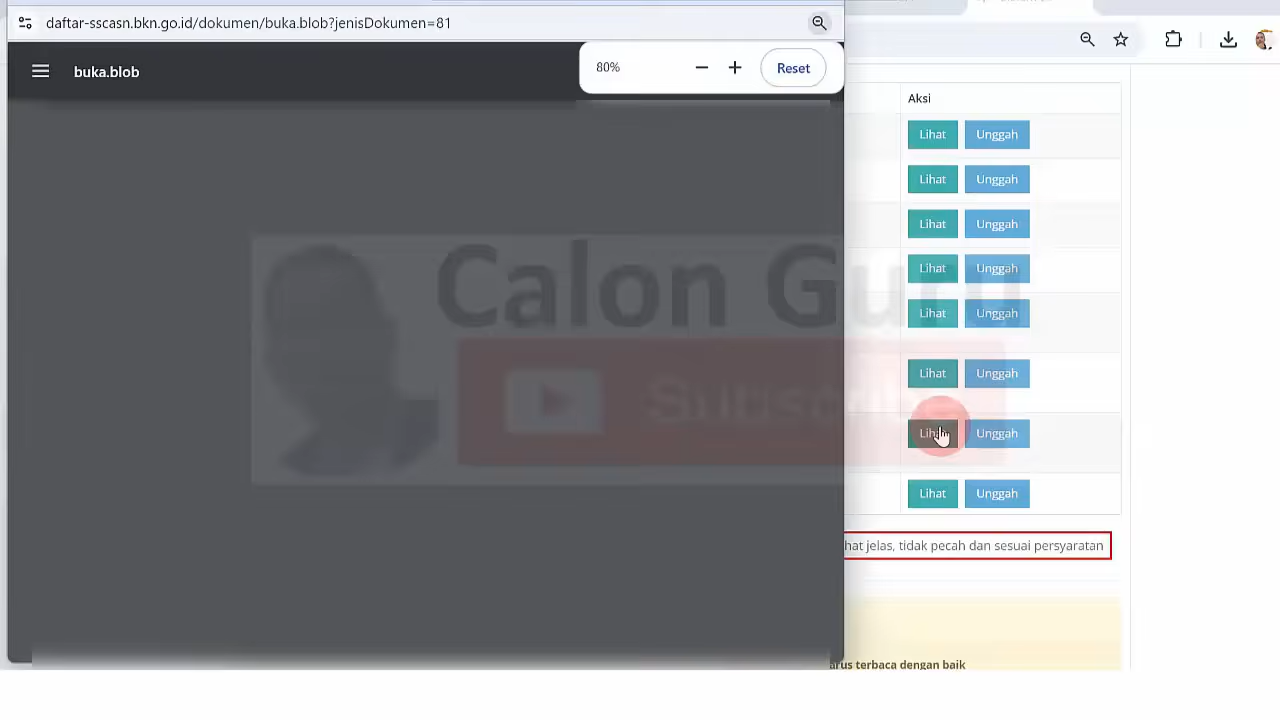 daftar-sscasn.bkn.go.id/dokumen/buka.blob?jenisDokumen=81
buka.blob
80%
Reset
Aksi
Lihat Unggah
Lihat Unggah
Lihat Unggah
Lihat Unggah
Lihat Unggah
Lihat Unggah
Lihat Unggah
Lihat Unggah
Calon Guru
Subscribe
hat jelas, tidak pecah dan sesuai persyaratan
arus terbaca dengan baik